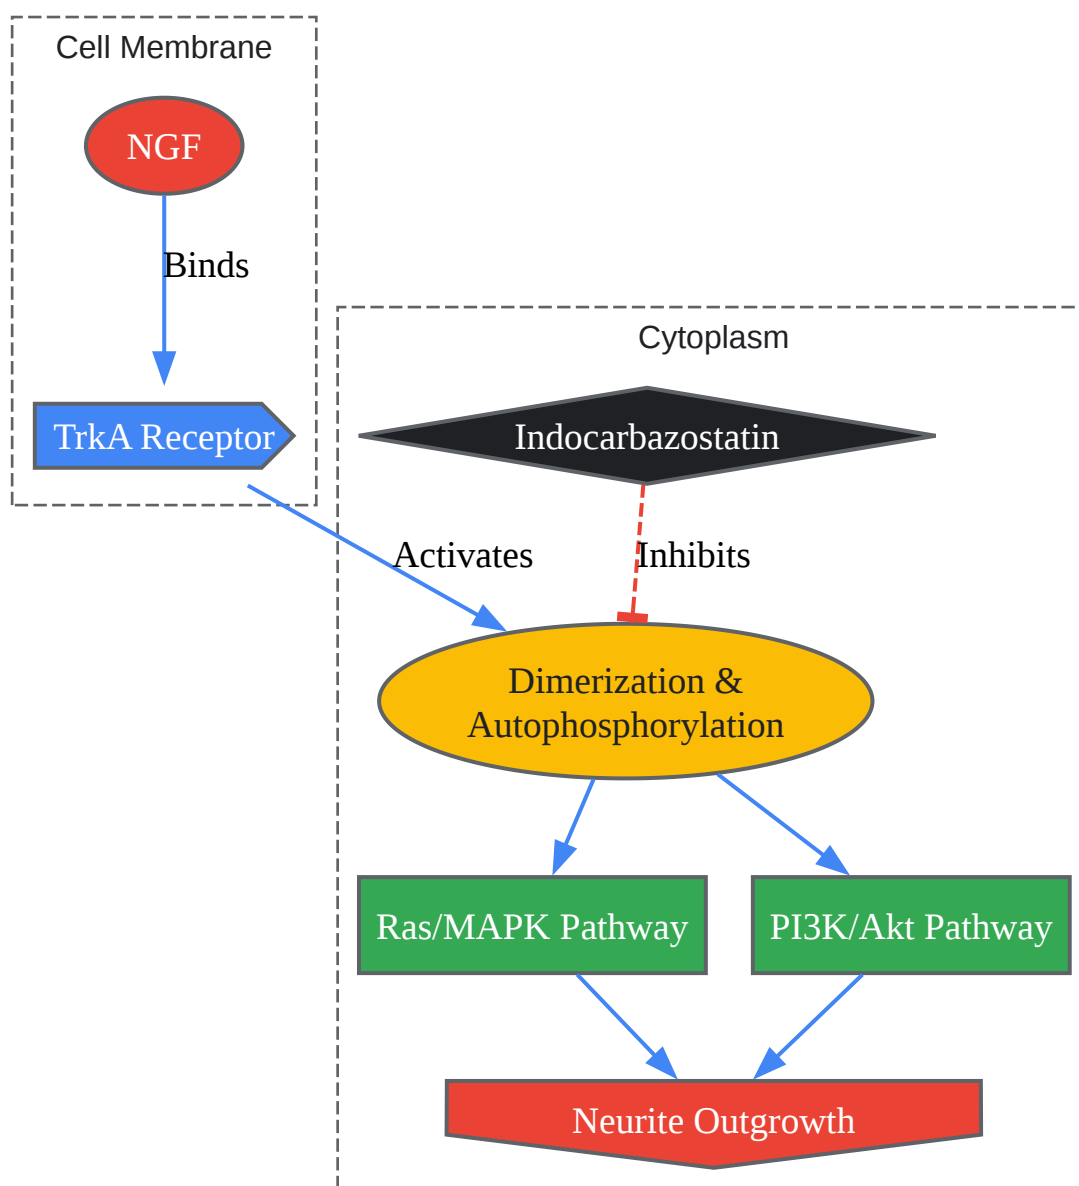 Cell Membrane
NGF
Binds
Cytoplasm
TrkA Receptor
Indocarbazostatin
Activates
Inhibits
Dimerization &
Autophosphorylation
Ras/MAPK Pathway
PI3K/Akt Pathway
Neurite Outgrowth